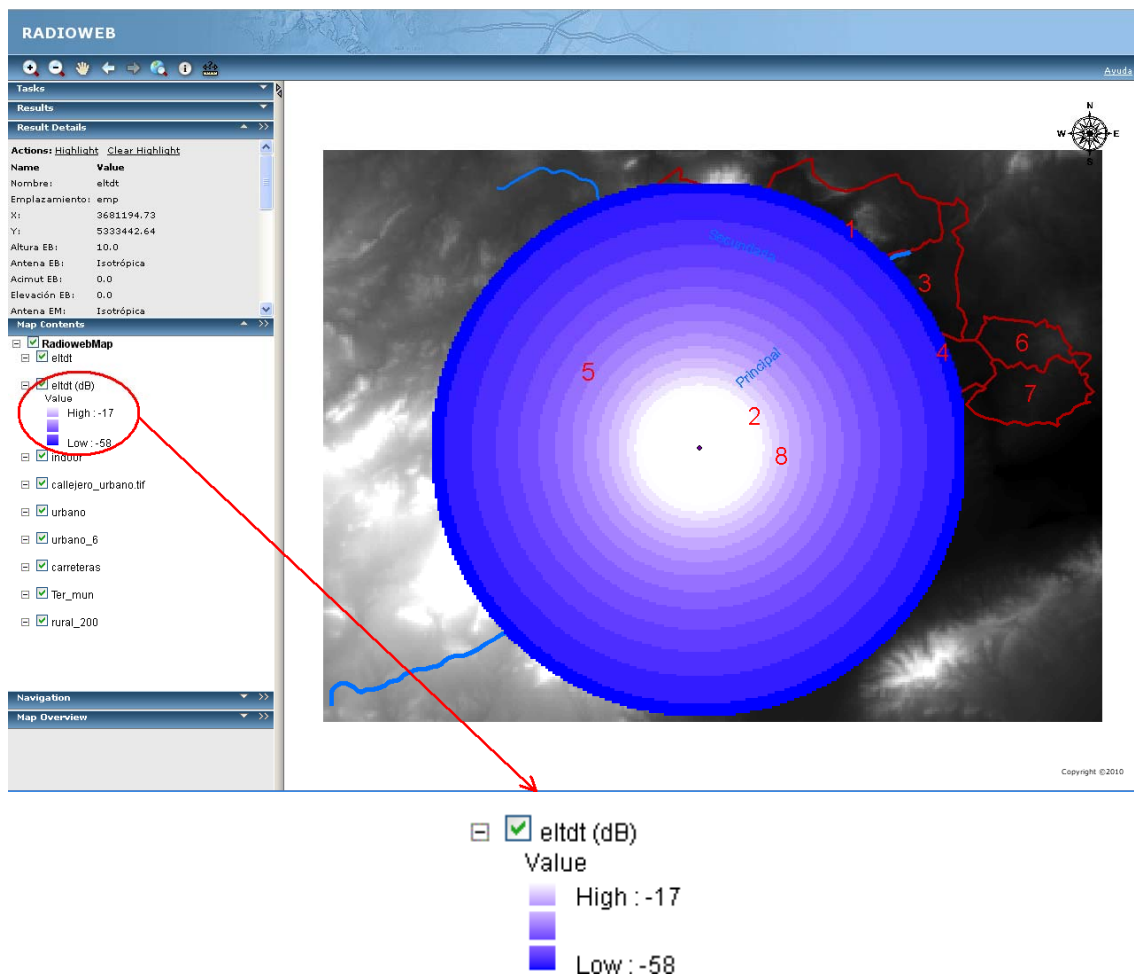 RADIOWEB
Ayuda
Tasks
Results
Result Details
Actions: Highlight Clear Highlight
Name Value
Nombre: eltdt
Emplazamiento: emp
X: 3681194.73
Y: 5333442.64
Altura EB: 10.0
Antena EB: Isotrópica
Acimut EB: 0.0
Elevación EB: 0.0
Antena EM: Isotrópica
Map Contents
RadiowebMap
eltdt
eltdt (dB)
Value
High : -17
Low : -58
indoor
callejero_urbano.tif
urbano
urbano_6
carreteras
Ter_mun
rural_200
Navigation
Map Overview
N
W E
S
1
Secundaria
3
4
6
7
5
Principal
2
8
Copyright ©2010
eltdt (dB)
Value
High : -17
Low : -58